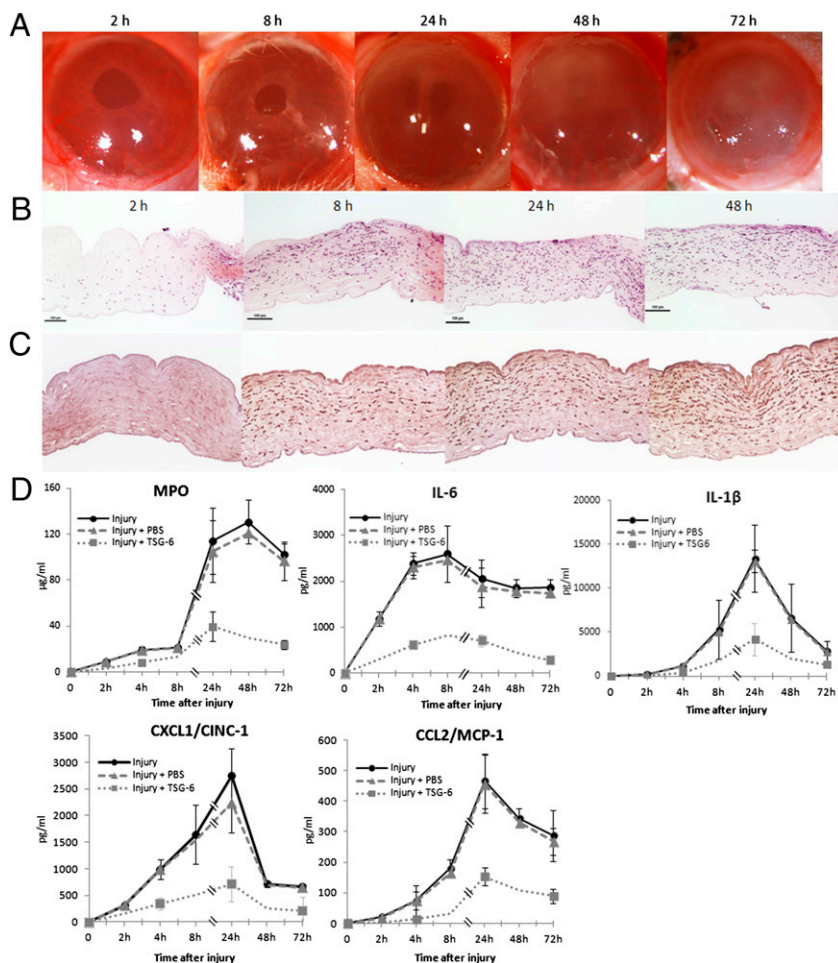 A
2 h 8 h 24 h 48 h 72 h
B
2 h 8 h 24 h 48 h
C
D
MPO
µg/ml
160
120
80
40
0
Injury
Injury + PBS
Injury + TSG-6
0 2h 4h 8h 24h 48h 72h
Time after injury
IL-6
pg/ml
4000
3000
2000
1000
0
Injury
Injury + PBS
Injury + TSG-6
0 2h 4h 8h 24h 48h 72h
Time after injury
IL-1β
pg/ml
20000
15000
10000
5000
0
Injury
Injury + PBS
Injury + TSG6
0 2h 4h 8h 24h 48h 72h
Time after injury
CXCL1/CINC-1
pg/ml
3500
3000
2500
2000
1500
1000
500
0
Injury
Injury + PBS
Injury + TSG-6
0 2h 4h 8h 24h 48h 72h
Time after injury
CCL2/MCP-1
pg/ml
600
500
400
300
200
100
0
Injury
Injury + PBS
Injury + TSG-6
0 2h 4h 8h 24h 48h 72h
Time after injury